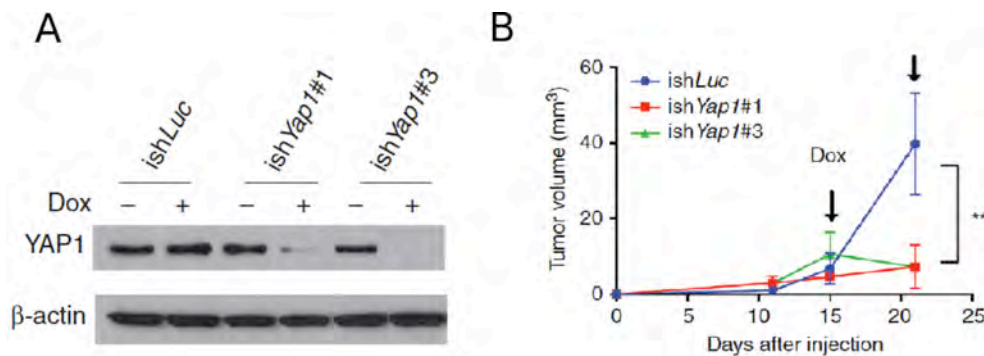 A
ishLuc
ishYap1#1
ishYap1#3
Dox − + − + − +
YAP1
β-actin
B
Tumor volume (mm³)
60
40
20
0
ishLuc
ishYap1#1
ishYap1#3
Dox
**
0 5 10 15 20 25
Days after injection